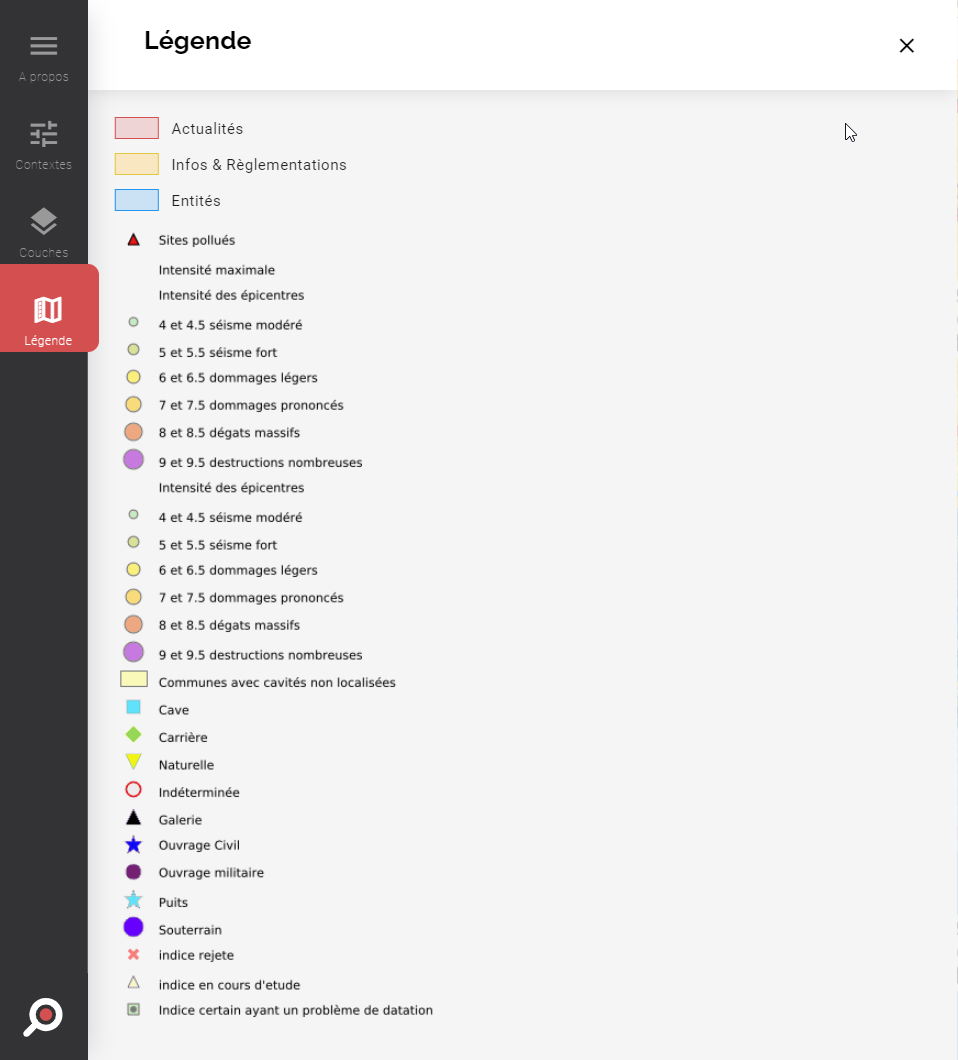 Légende
A propos
Contextes
Couches
Légende
Actualités
Infos & Règlementations
Entités
Sites pollués
Intensité maximale
Intensité des épicentres
4 et 4.5 séisme modéré
5 et 5.5 séisme fort
6 et 6.5 dommages légers
7 et 7.5 dommages prononcés
8 et 8.5 dégats massifs
9 et 9.5 destructions nombreuses
Intensité des épicentres
4 et 4.5 séisme modéré
5 et 5.5 séisme fort
6 et 6.5 dommages légers
7 et 7.5 dommages prononcés
8 et 8.5 dégats massifs
9 et 9.5 destructions nombreuses
Communes avec cavités non localisées
Cave
Carrière
Naturelle
Indéterminée
Galerie
Ouvrage Civil
Ouvrage militaire
Puits
Souterrain
indice rejete
indice en cours d'etude
Indice certain ayant un problème de datation